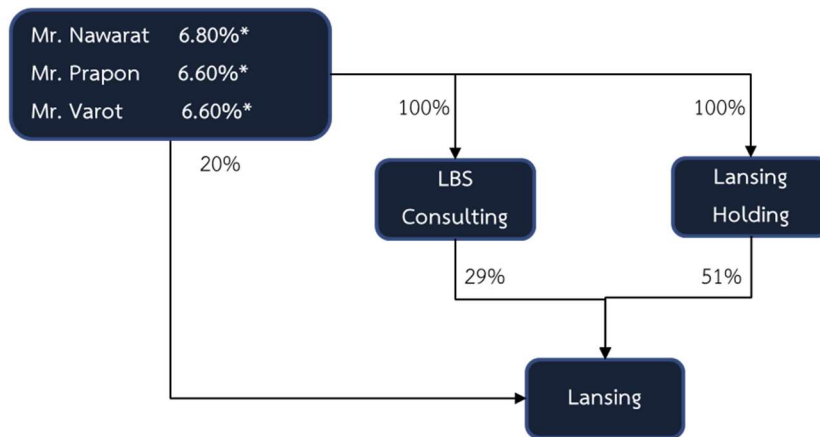 Mr. Nawarat 6.80%*
Mr. Prapon 6.60%*
Mr. Varot 6.60%*
100%
100%
20%
LBS
Consulting
Lansing
Holding
29%
51%
Lansing